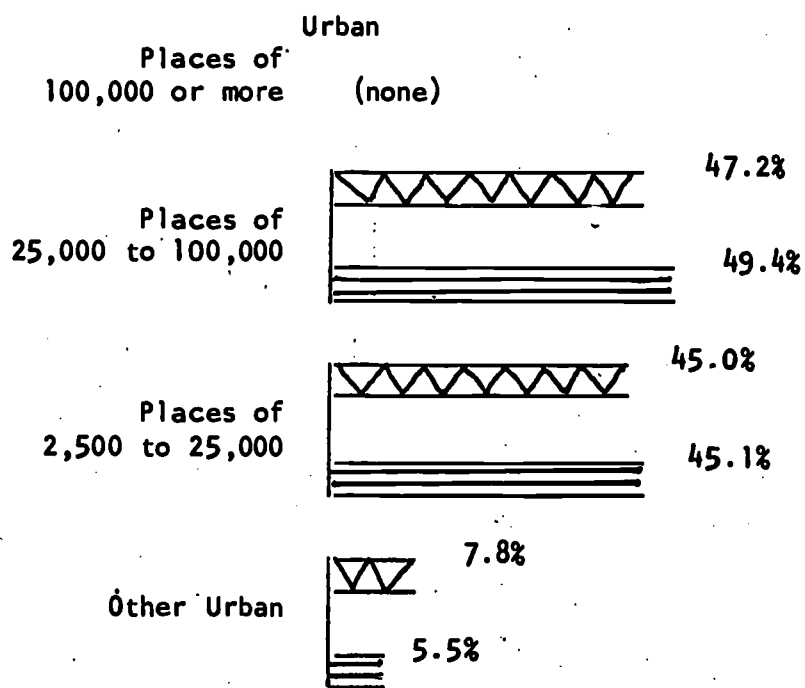 Urban
Places of
100,000 or more (none)
47.2%
Places of
25,000 to 100,000
49.4%
45.0%
Places of
2,500 to 25,000
45.1%
7.8%
Other Urban
5.5%